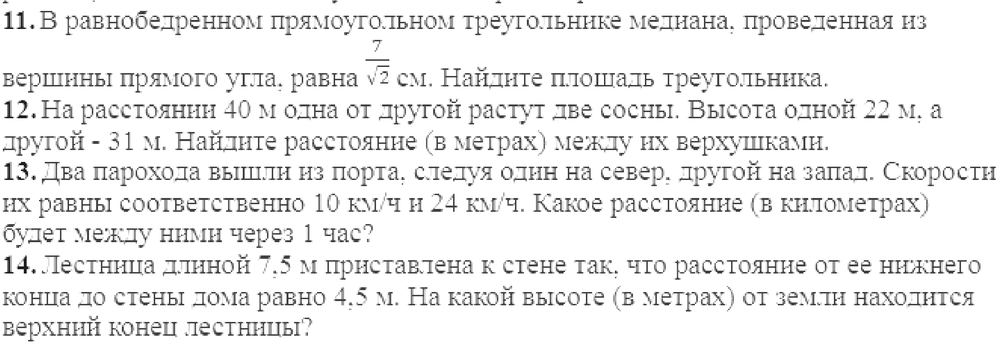 11. В равнобедренном прямоугольном треугольнике медиана, проведенная из
вершины прямого угла, равна 7/√2 см. Найдите площадь треугольника.
12. На расстоянии 40 м одна от другой растут две сосны. Высота одной 22 м, а
другой - 31 м. Найдите расстояние (в метрах) между их верхушками.
13. Два парохода вышли из порта, следуя один на север, другой на запад. Скорости
их равны соответственно 10 км/ч и 24 км/ч. Какое расстояние (в километрах)
будет между ними через 1 час?
14. Лестница длиной 7,5 м приставлена к стене так, что расстояние от ее нижнего
конца до стены дома равно 4,5 м. На какой высоте (в метрах) от земли находится
верхний конец лестницы?